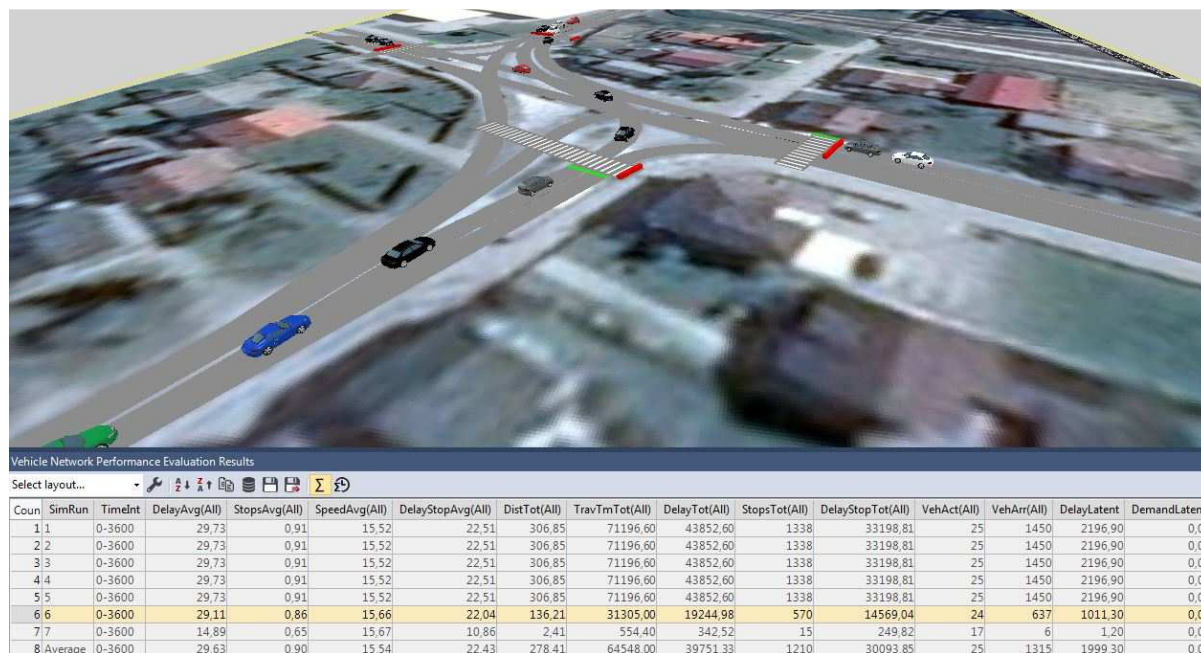 Vehicle Network Performance Evaluation Results
Select layout...
Coun SimRun TimeInt DelayAvg(All) StopsAvg(All) SpeedAvg(All) DelayStopAvg(All) DistTot(All) TravTmTot(All) DelayTot(All) StopsTot(All) DelayStopTot(All) VehAct(All) VehArr(All) DelayLatent DemandLatent
1 1 0-3600 29,73 0,91 15,52 22,51 306,85 71196,60 43852,60 1338 33198,81 25 1450 2196,90 0,0
2 2 0-3600 29,73 0,91 15,52 22,51 306,85 71196,60 43852,60 1338 33198,81 25 1450 2196,90 0,0
3 3 0-3600 29,73 0,91 15,52 22,51 306,85 71196,60 43852,60 1338 33198,81 25 1450 2196,90 0,0
4 4 0-3600 29,73 0,91 15,52 22,51 306,85 71196,60 43852,60 1338 33198,81 25 1450 2196,90 0,0
5 5 0-3600 29,73 0,91 15,52 22,51 306,85 71196,60 43852,60 1338 33198,81 25 1450 2196,90 0,0
6 6 0-3600 29,11 0,86 15,66 22,04 136,21 31305,00 19244,98 570 14569,04 24 637 1011,30 0,0
7 7 0-3600 14,89 0,65 15,67 10,86 2,41 554,40 342,52 15 249,82 17 6 1,20 0,0
8 Average 0-3600 29,63 0,90 15,54 22,43 278,41 64548,00 39751,33 1210 30093,85 25 1315 1999,30 0,0